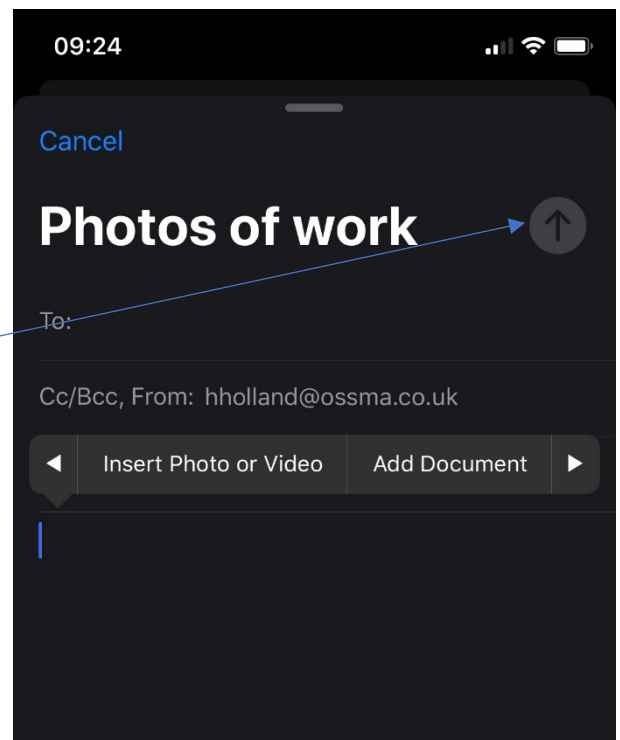 09:24
Cancel
Photos of work
To:
Cc/Bcc, From: hholland@ossma.co.uk
Insert Photo or Video Add Document